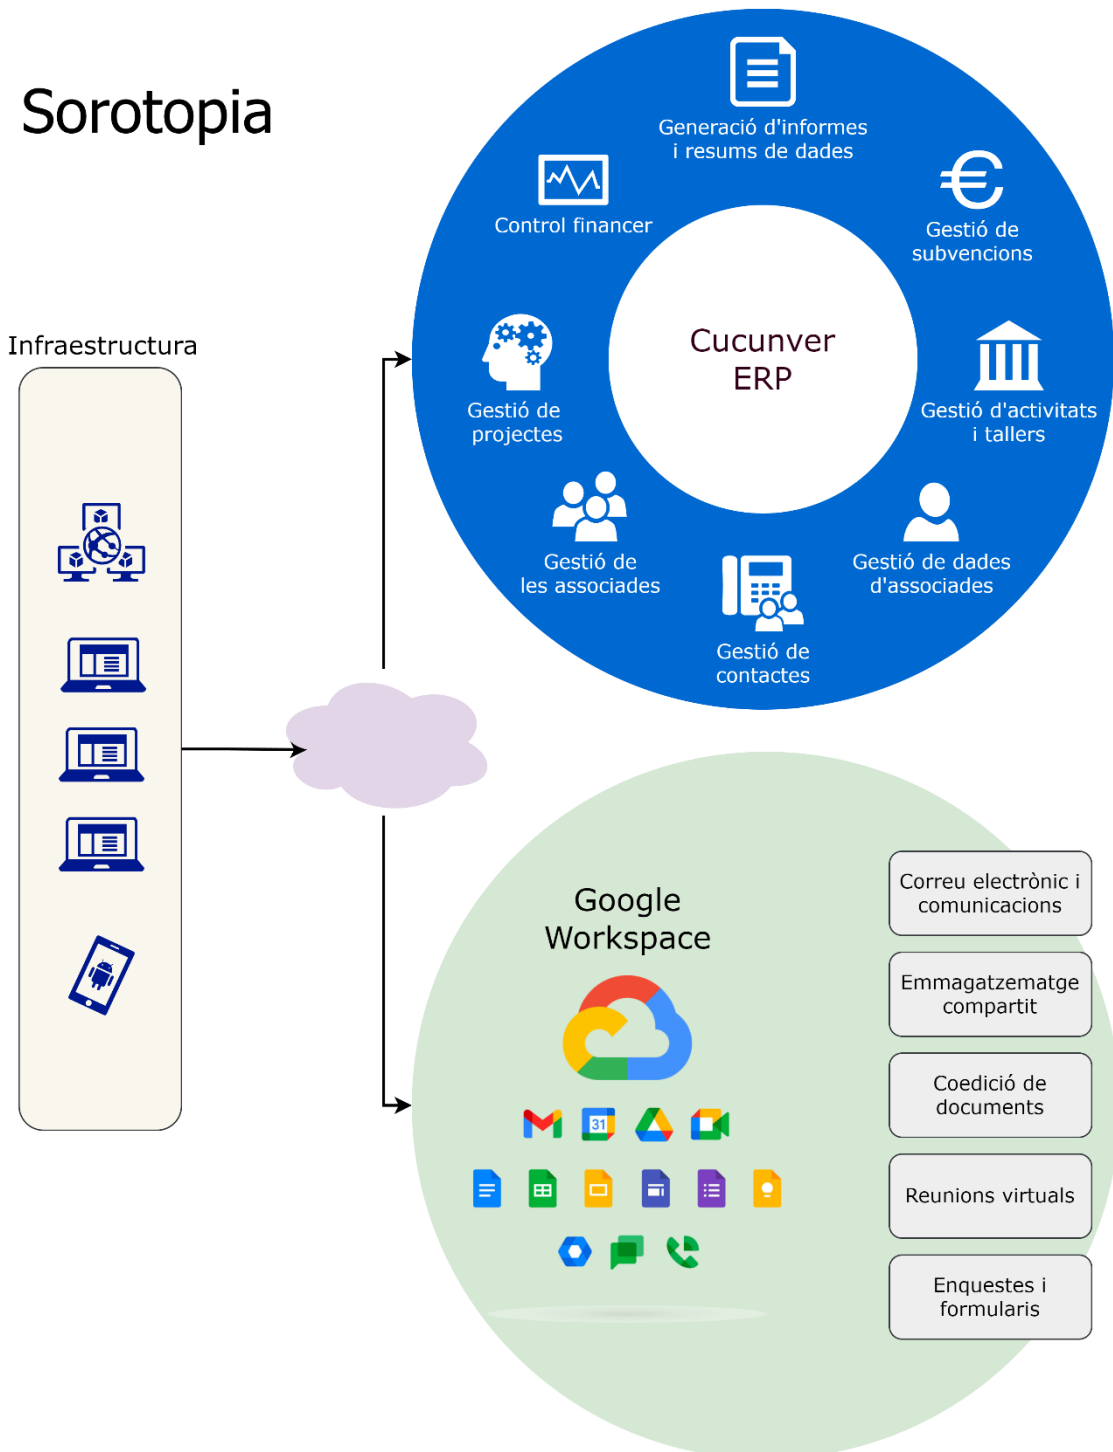 Sorotopia
Generació d'informes
i resums de dades
Control financer
Gestió de
subvencions
Infraestructura
Cucunver
ERP
Gestió de
projectes
Gestió d'activitats
i tallers
Gestió de
les associades
Gestió de dades
d'associades
Gestió de
contactes
Google
Workspace
31
Correu electrònic i
comunicacions
Emmagatzematge
compartit
Coedició de
documents
Reunions virtuals
Enquestes i
formularis